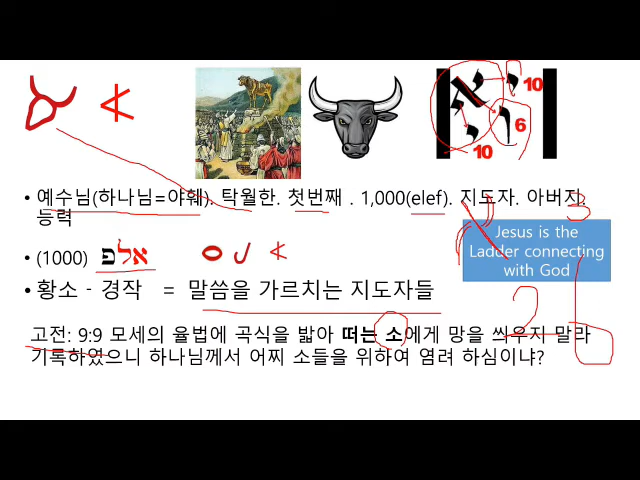 א
10
6
10
• 예수님(하나님=야훼). 탁월한. 첫번째 . 1,000(elef). 지도자. 아버지. 능력
Jesus is the
Ladder connecting
with God
• (1000) אלפ
• 황소 - 경작 = 말씀을 가르치는 지도자들
고전: 9:9 모세의 율법에 곡식을 밟아 떠는 소에게 망을 씌우지 말라
기록하였으니 하나님께서 어찌 소들을 위하여 염려 하심이냐?